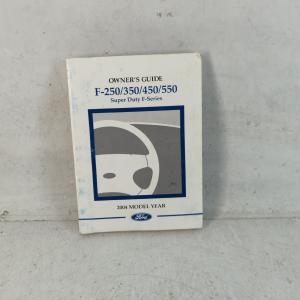 OWNER'S GUIDE
F-250/350/450/550
Super Duty F-Series
2004 MODEL YEAR
Ford